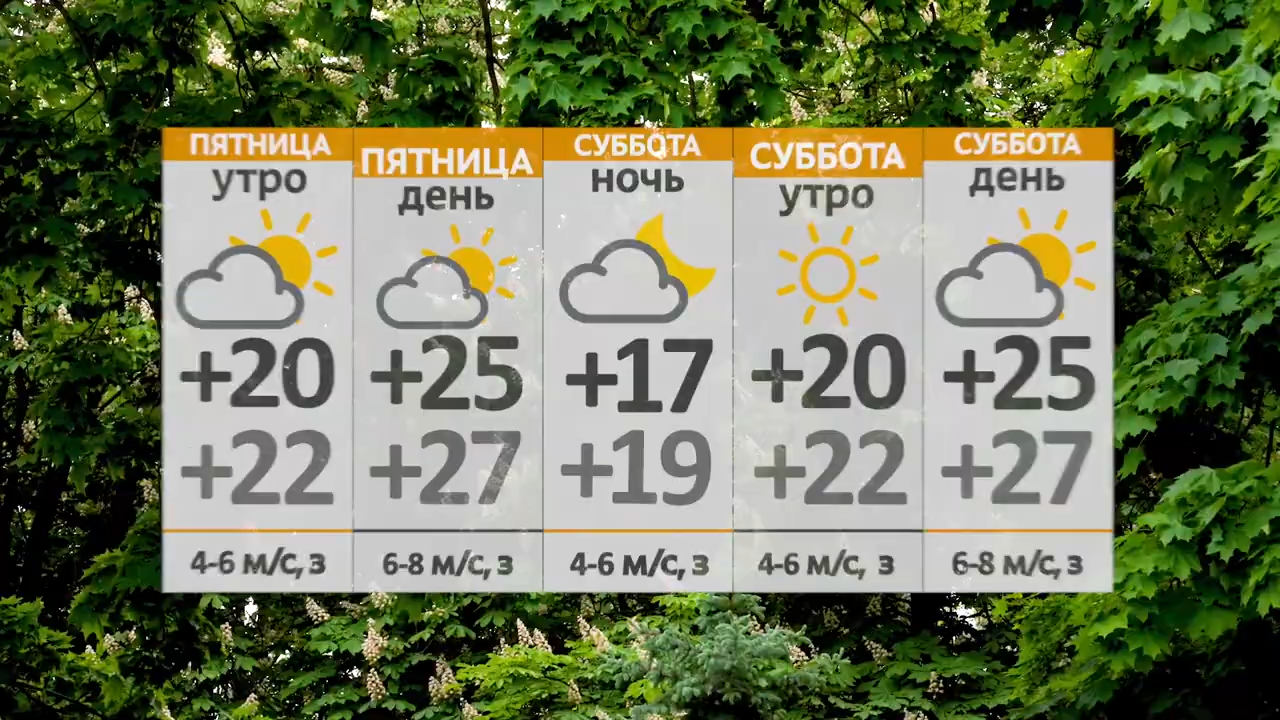 ПЯТНИЦА
утро
+20
+22
4-6 м/с, з
ПЯТНИЦА
день
+25
+27
6-8 м/с, з
СУББОТА
ночь
+17
+19
4-6 м/с, з
СУББОТА
утро
+20
+22
4-6 м/с, з
СУББОТА
день
+25
+27
6-8 м/с, з